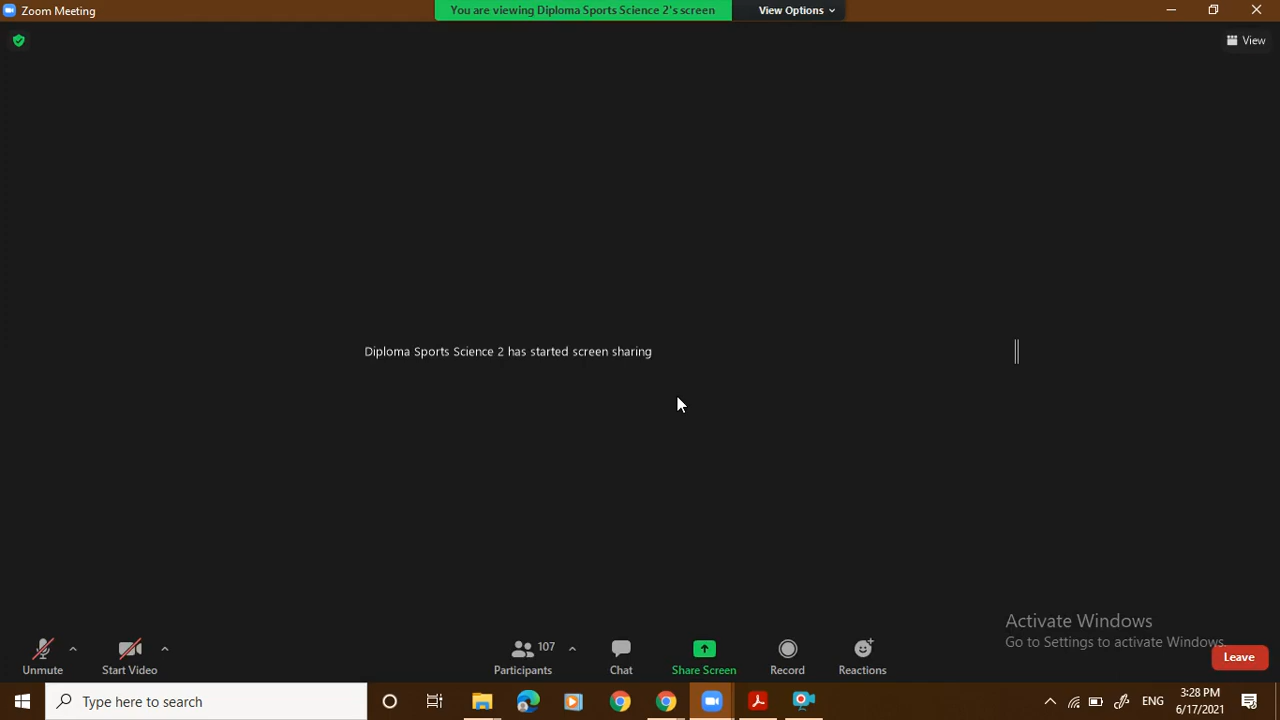 Zoom Meeting
You are viewing Diploma Sports Science 2's screen
View Options
View
Diploma Sports Science 2 has started screen sharing
Activate Windows
Go to Settings to activate Windows.
Unmute
Start Video
107
Participants
Chat
Share Screen
Record
Reactions
Leave
Type here to search
ENG
3:28 PM
6/17/2021